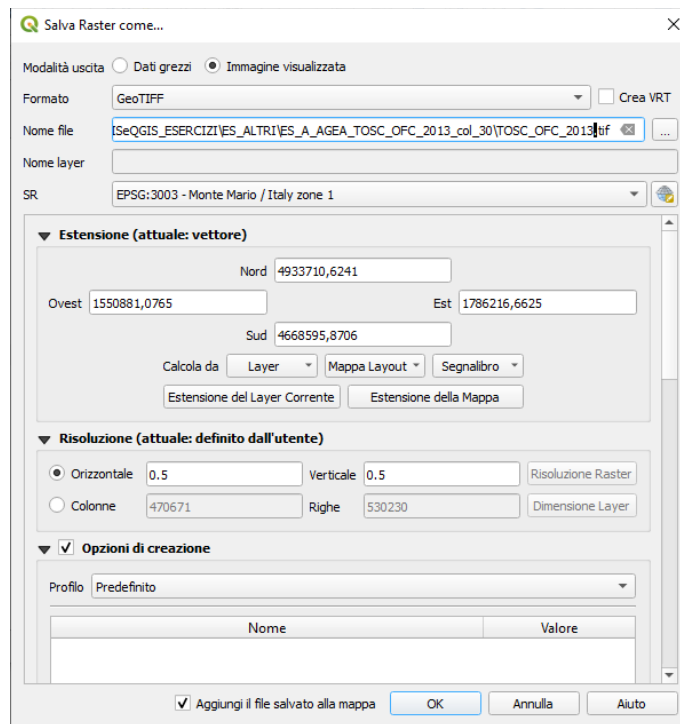 Salva Raster come...
Modalità uscita Dati grezzi Immagine visualizzata
Formato GeoTIFF Crea VRT
Nome file ISeQGIS_ESERCIZI\ES_ALTRI\ES_A_AGEA_TOSC_OFC_2013_col_30\TOSC_OFC_2013.tif ...
Nome layer
SR EPSG:3003 - Monte Mario / Italy zone 1
Estensione (attuale: vettore)
Nord 4933710,6241
Ovest 1550881,0765 Est 1786216,6625
Sud 4668595,8706
Calcola da Layer Mappa Layout Segnalibro
Estensione del Layer Corrente Estensione della Mappa
Risoluzione (attuale: definito dall'utente)
Orizzontale 0.5 Verticale 0.5 Risoluzione Raster
Colonne 470671 Righe 530230 Dimensione Layer
Opzioni di creazione
Profilo Predefinito
Nome Valore
Aggiungi il file salvato alla mappa OK Annulla Aiuto